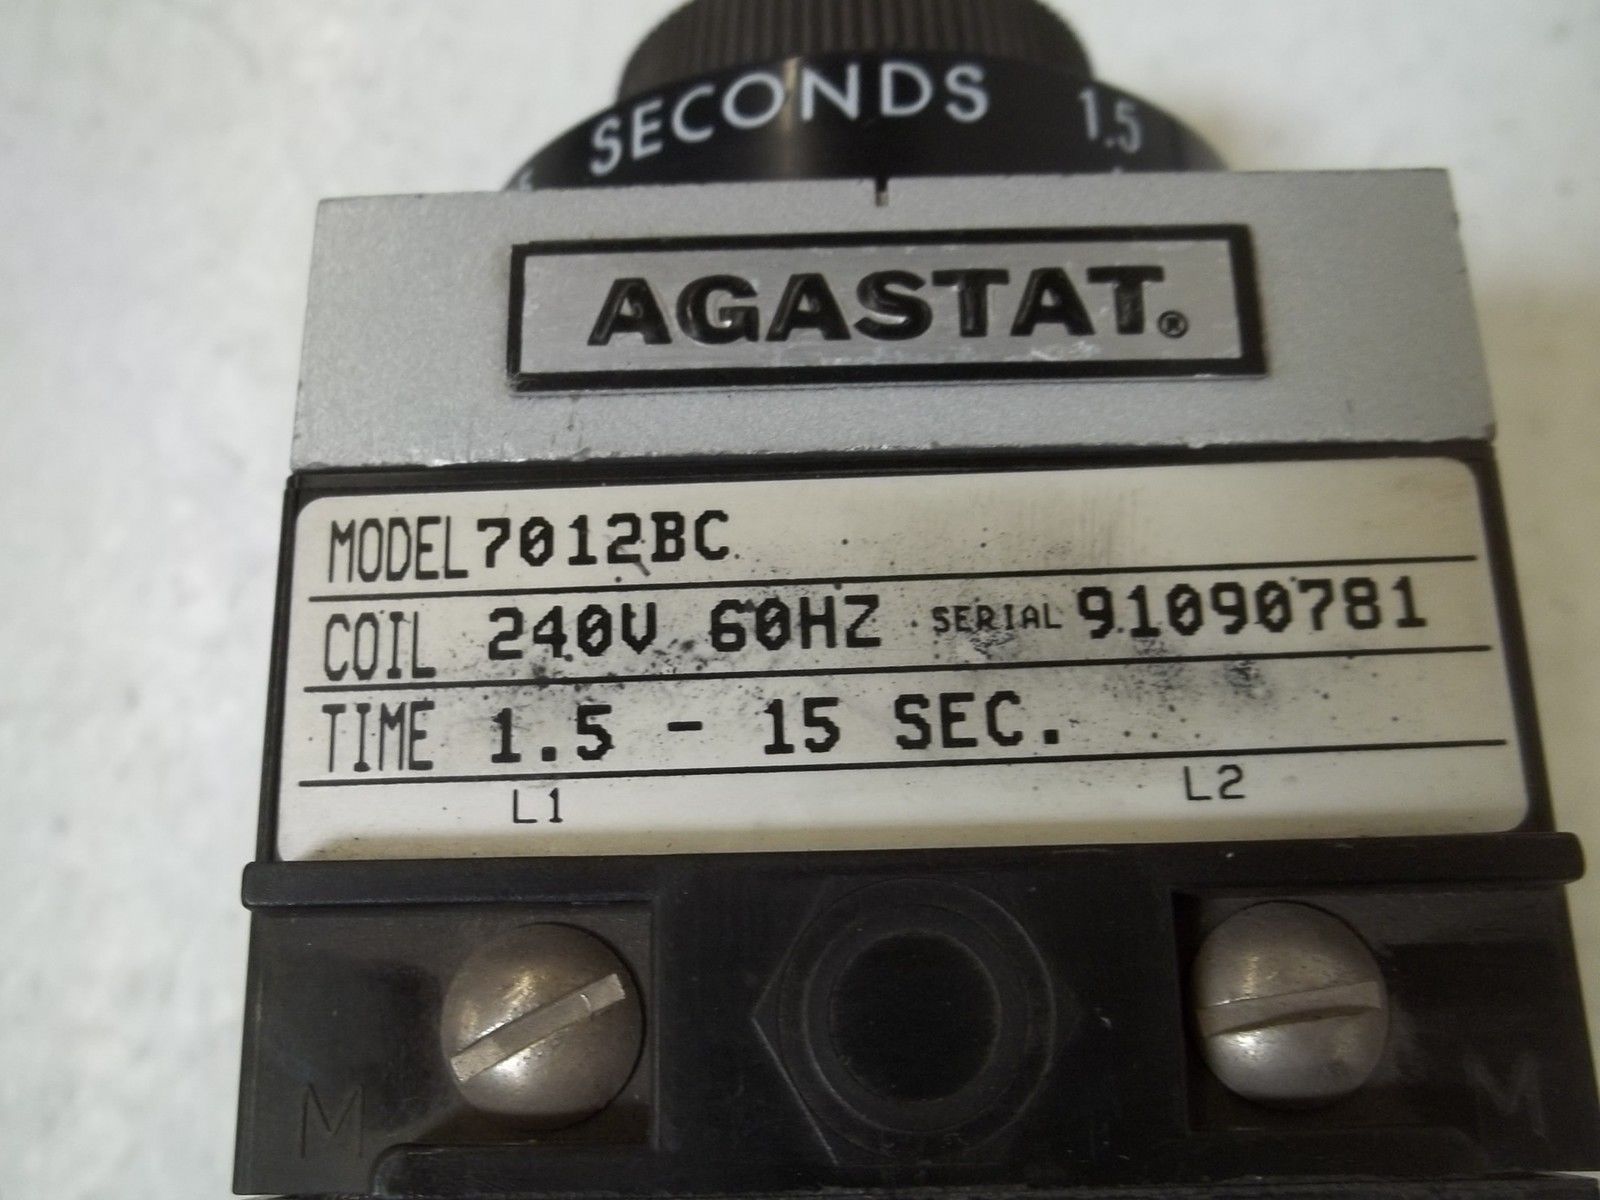 SECONDS 1.5
AGASTAT®
MODEL 7012BC
COIL 240V 60HZ SERIAL 91090781
TIME 1.5 - 15 SEC.
L1 L2
M M